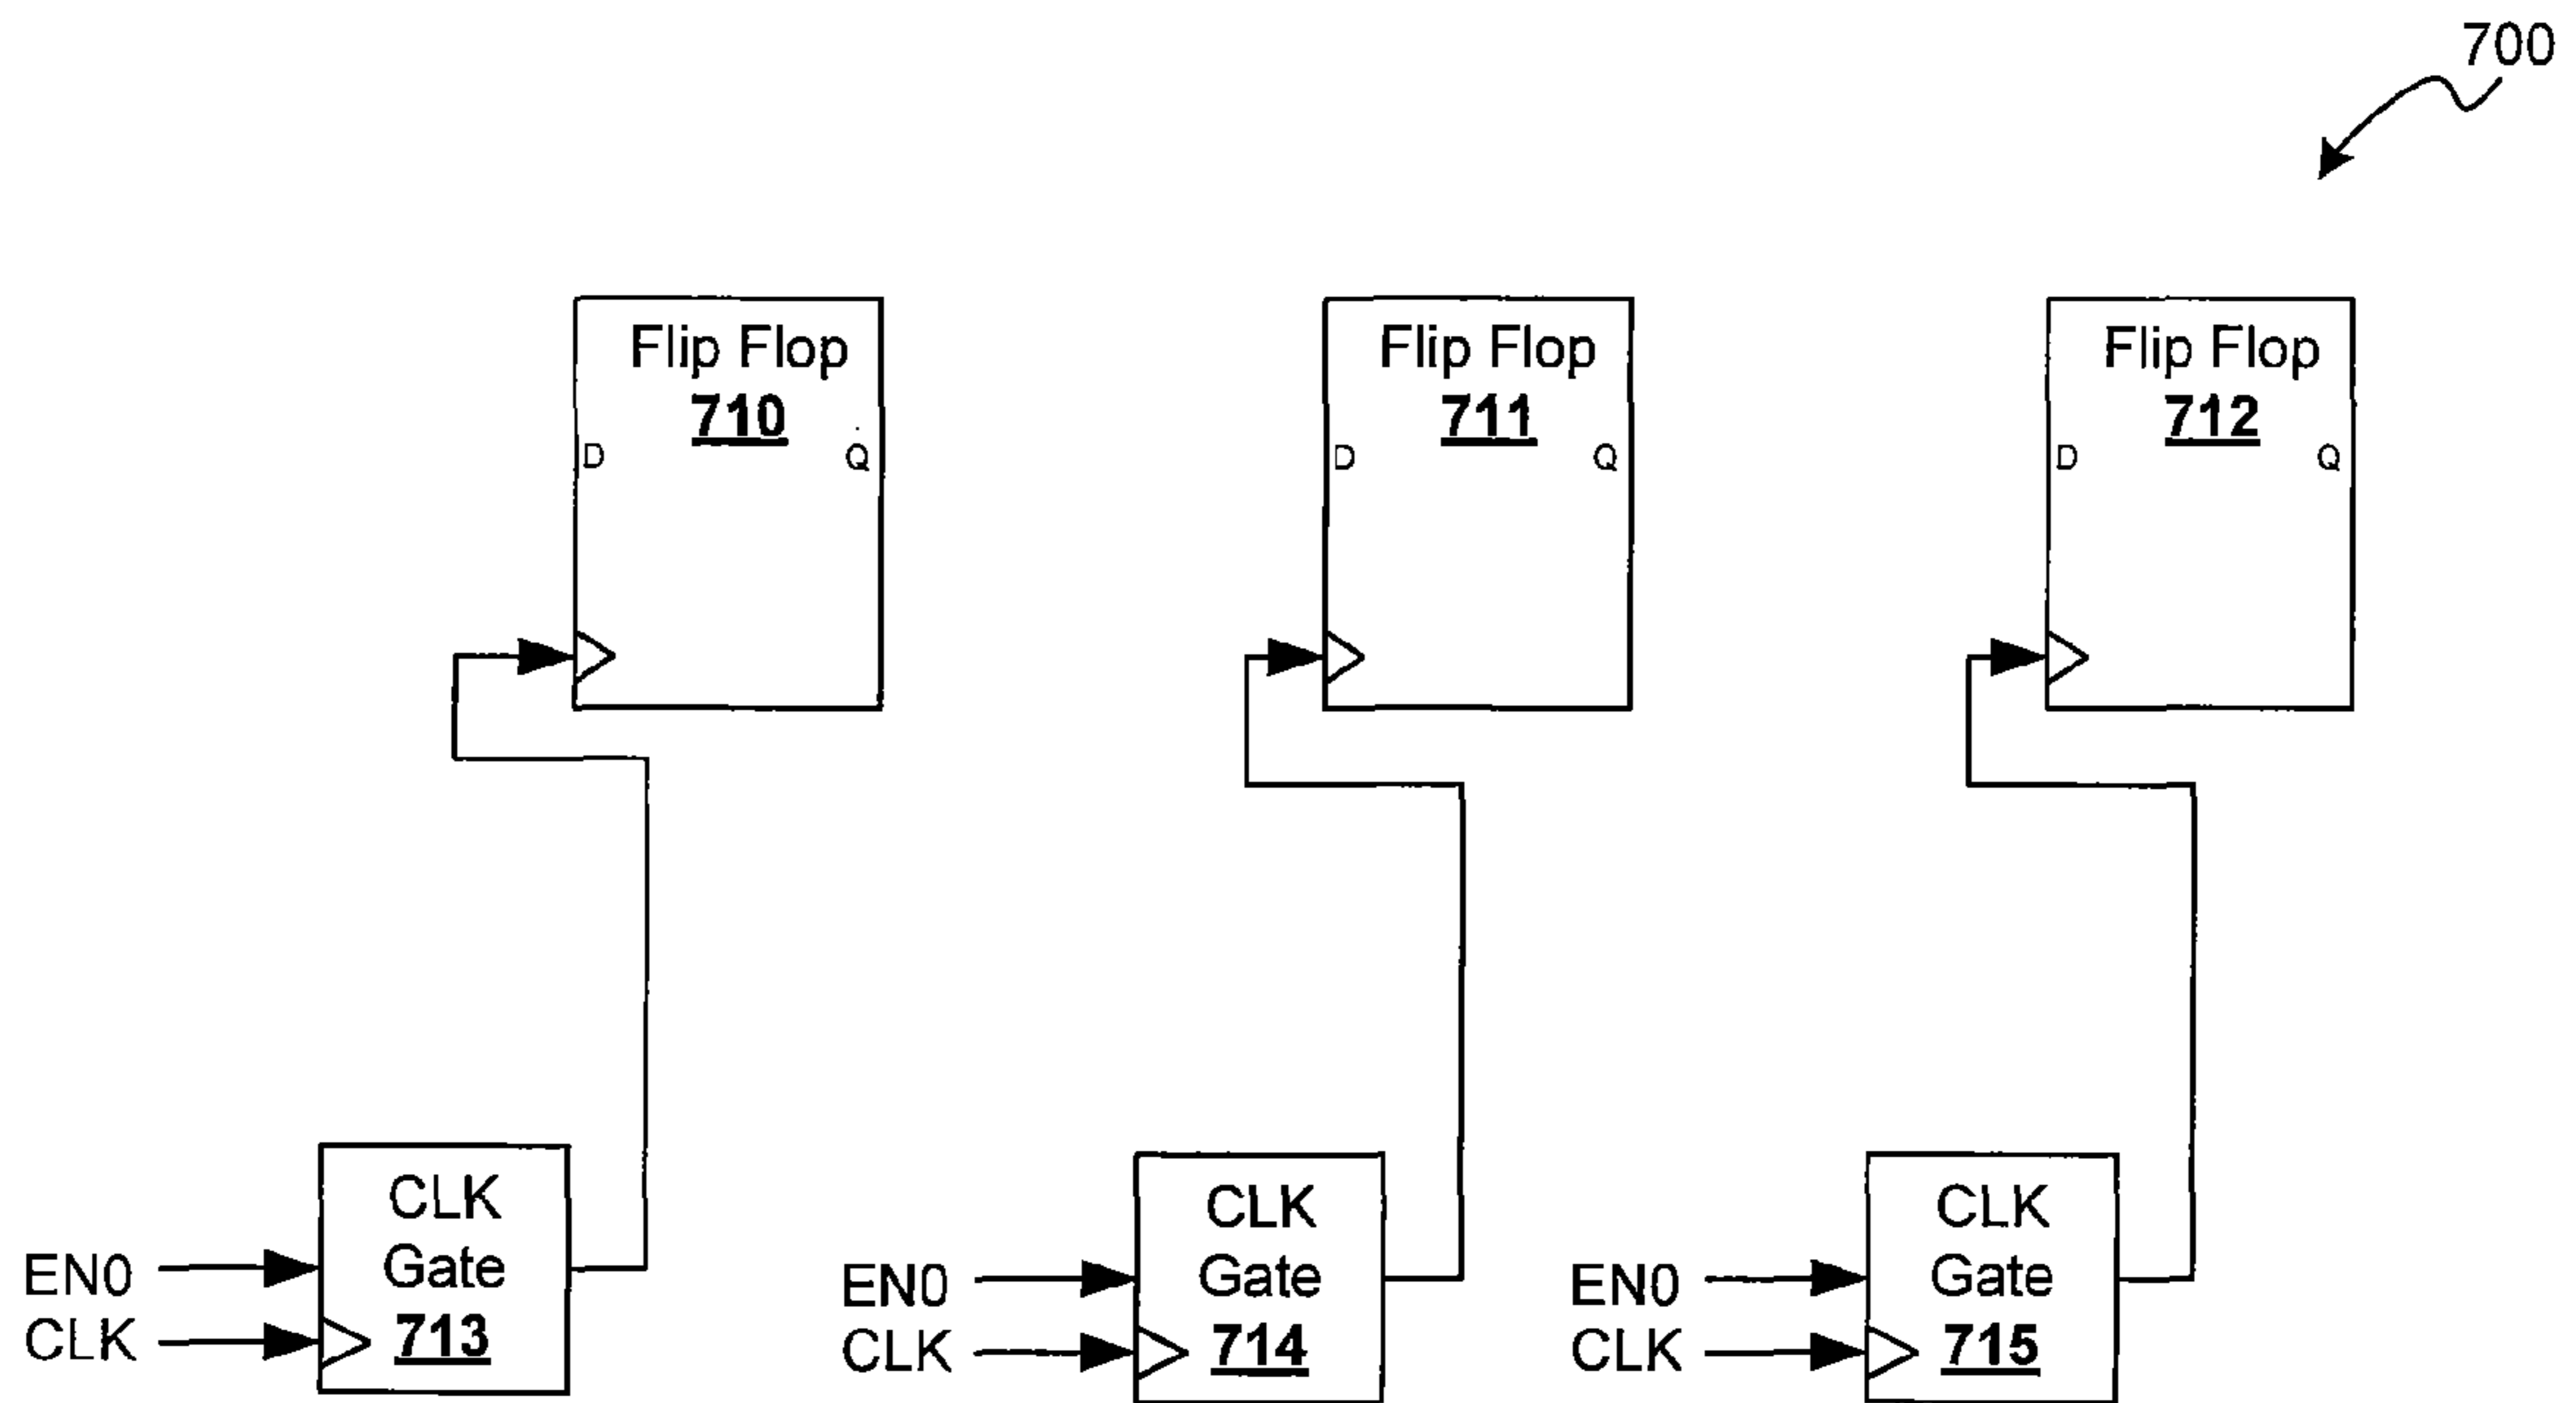 700
Flip Flop
710
D
Q
Flip Flop
711
D
Q
Flip Flop
712
D
Q
CLK
Gate
713
EN0
CLK
CLK
Gate
714
EN0
CLK
CLK
Gate
715
EN0
CLK